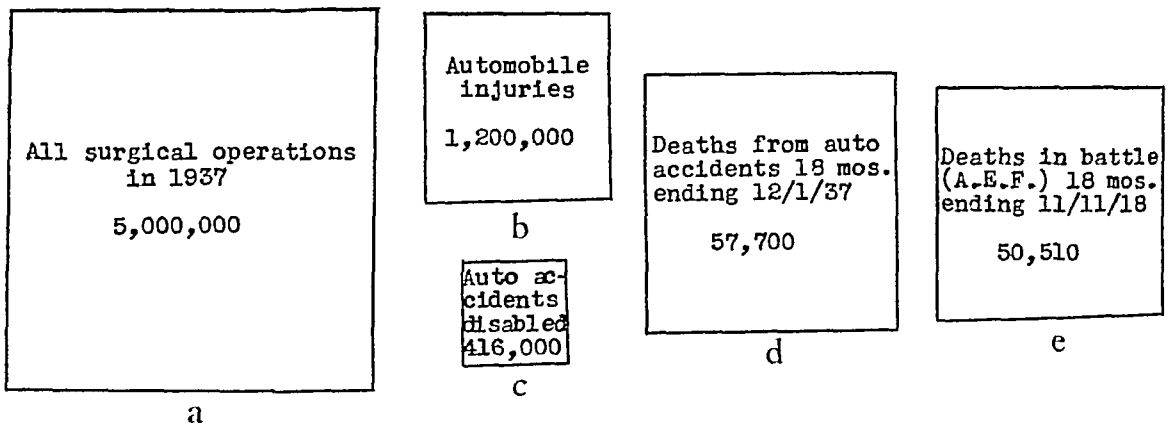 All surgical operations
in 1937
5,000,000
a
Automobile
injuries
1,200,000
b
Auto ac-
cidents
disabled
416,000
c
Deaths from auto
accidents 18 mos.
ending 12/1/37
57,700
d
Deaths in battle
(A.E.F.) 18 mos.
ending 11/11/18
50,510
e